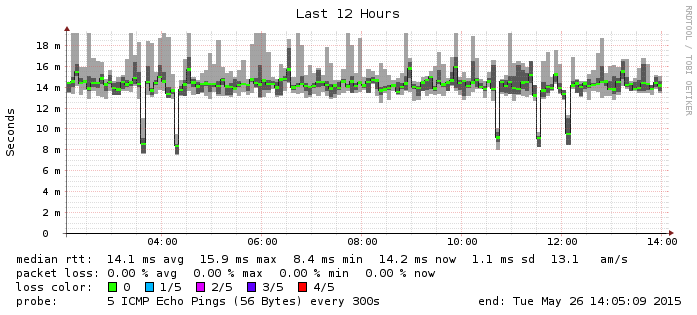 Last 12 Hours
RRDTOOL / TOBI OETIKER
Seconds
18 m
16 m
14 m
12 m
10 m
8 m
6 m
4 m
2 m
0
04:00 06:00 08:00 10:00 12:00 14:00
median rtt: 14.1 ms avg 15.9 ms max 8.4 ms min 14.2 ms now 1.1 ms sd 13.1 am/s
packet loss: 0.00 % avg 0.00 % max 0.00 % min 0.00 % now
loss color: 0 1/5 2/5 3/5 4/5
probe: 5 ICMP Echo Pings (56 Bytes) every 300s end: Tue May 26 14:05:09 2015